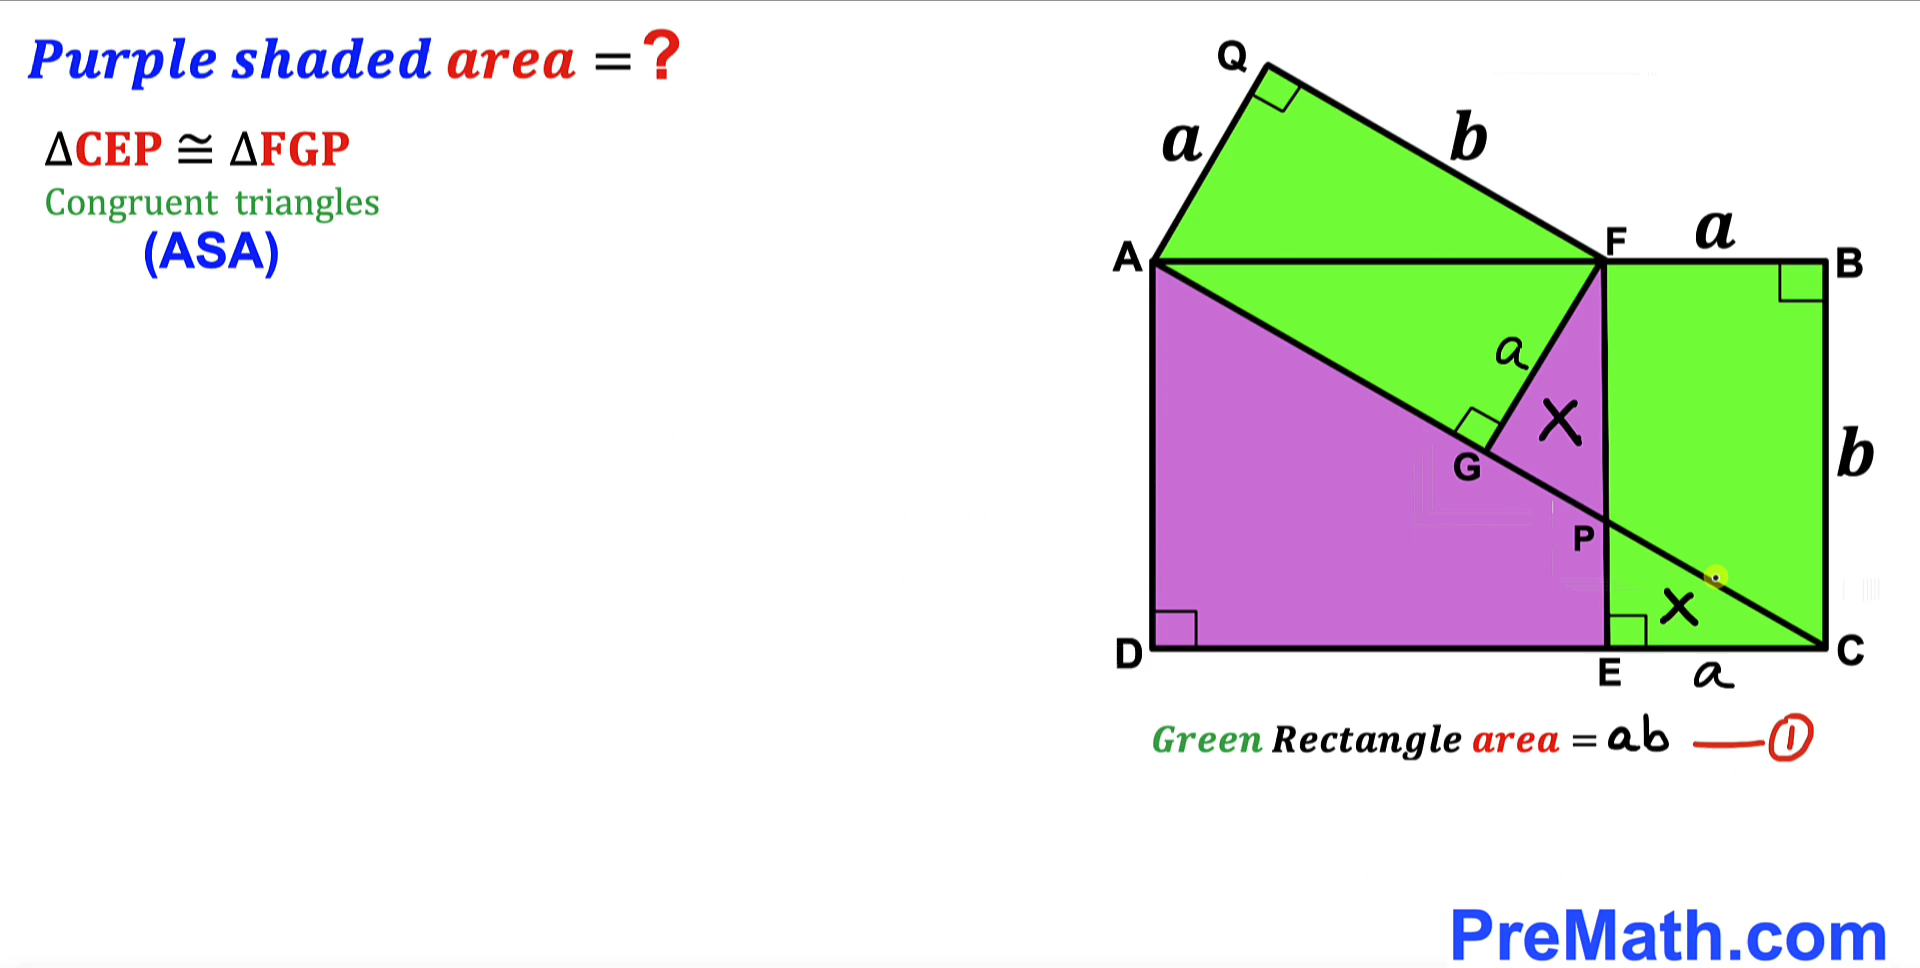 Purple shaded area = ?
ΔCEP ≅ ΔFGP
Congruent triangles
(ASA)
Q
a
b
A
F
a
B
a
X
b
G
P
X
D
E
a
C
Green Rectangle area = ab —①
PreMath.com